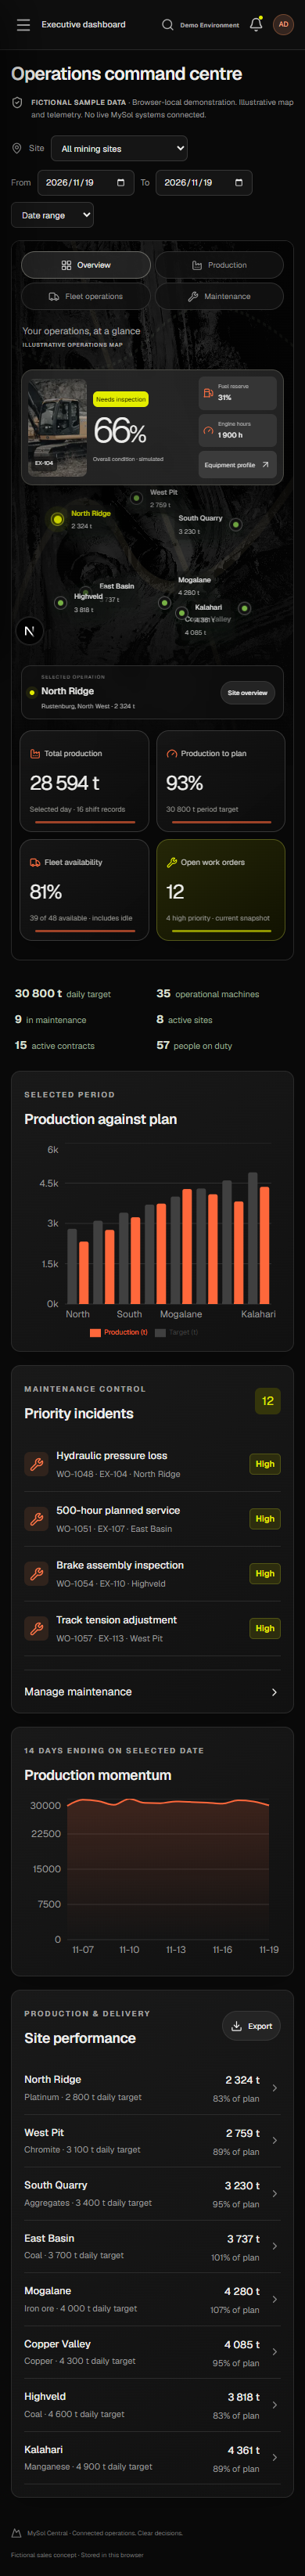 Executive dashboard
Demo Environment
AD
Operations command centre
FICTIONAL SAMPLE DATA · Browser-local demonstration. Illustrative map
and telemetry. No live MySol systems connected.
Site
All mining sites
From
2026/11/19
To
2026/11/19
Date range
Overview
Production
Fleet operations
Maintenance
Your operations, at a glance
ILLUSTRATIVE OPERATIONS MAP
EX-104
Needs inspection
66%
Overall condition · simulated
Fuel reserve
31%
Engine hours
1 900 h
Equipment profile
West Pit
2 759 t
North Ridge
2 324 t
South Quarry
3 230 t
East Basin
37 t
Highveld
3 818 t
Mogalane
4 280 t
Kalahari
4 361 t
Copper Valley
4 085 t
N
SELECTED OPERATION
North Ridge
Rustenburg, North West · 2 324 t
Site overview
Total production
28 594 t
Selected day · 16 shift records
Production to plan
93%
30 800 t period target
Fleet availability
81%
39 of 48 available · includes idle
Open work orders
12
4 high priority · current snapshot
30 800 t daily target
35 operational machines
9 in maintenance
8 active sites
15 active contracts
57 people on duty
SELECTED PERIOD
Production against plan
6k
4.5k
3k
1.5k
0k
North
South
Mogalane
Kalahari
Production (t)
Target (t)
MAINTENANCE CONTROL
Priority incidents
12
Hydraulic pressure loss
WO-1048 · EX-104 · North Ridge
High
500-hour planned service
WO-1051 · EX-107 · East Basin
High
Brake assembly inspection
WO-1054 · EX-110 · Highveld
High
Track tension adjustment
WO-1057 · EX-113 · West Pit
High
Manage maintenance
14 DAYS ENDING ON SELECTED DATE
Production momentum
30000
22500
15000
7500
0
11-07
11-10
11-13
11-16
11-19
PRODUCTION & DELIVERY
Site performance
Export
North Ridge
2 324 t
Platinum · 2 800 t daily target
83% of plan
West Pit
2 759 t
Chromite · 3 100 t daily target
89% of plan
South Quarry
3 230 t
Aggregates · 3 400 t daily target
95% of plan
East Basin
3 737 t
Coal · 3 700 t daily target
101% of plan
Mogalane
4 280 t
Iron ore · 4 000 t daily target
107% of plan
Copper Valley
4 085 t
Copper · 4 300 t daily target
95% of plan
Highveld
3 818 t
Coal · 4 600 t daily target
83% of plan
Kalahari
4 361 t
Manganese · 4 900 t daily target
89% of plan
MySol Central · Connected operations. Clear decisions.
Fictional sales concept · Stored in this browser